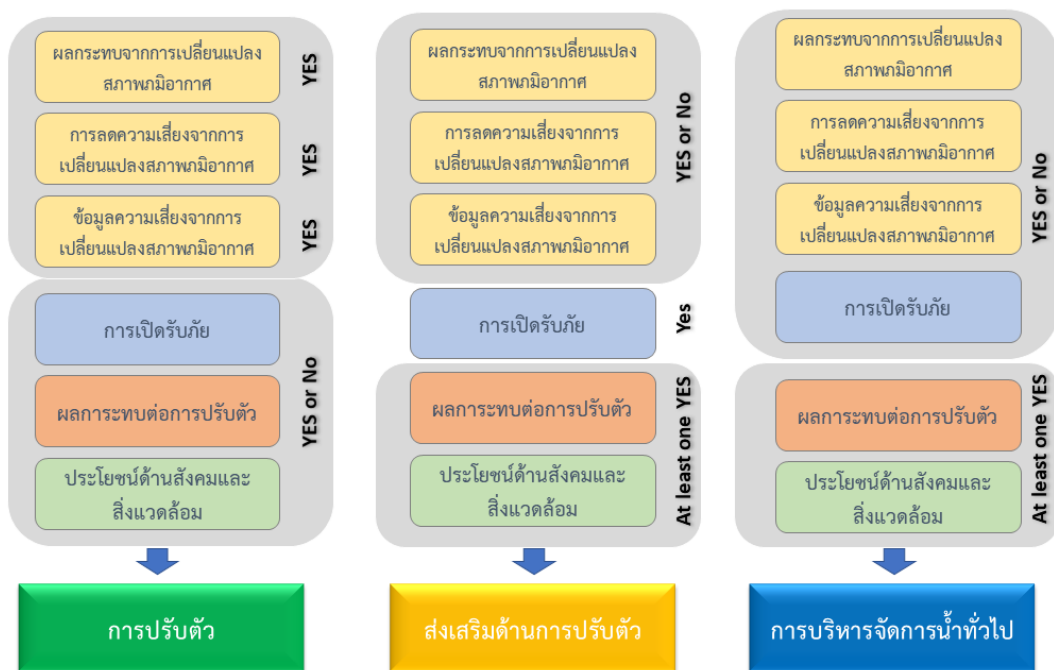 ผลกระทบจากการเปลี่ยนแปลง
สภาพภมิอากาศ
YES
การลดความเสี่ยงจากการ
เปลี่ยนแปลงสภาพภมิอากาศ
YES
ข้อมูลความเสี่ยงจากการ
เปลี่ยนแปลงสภาพภมิอากาศ
YES
การเปิดรับภัย
ผลการะทบต่อการปรับตัว
ประโยชน์ด้านสังคมและ
สิ่งแวดล้อม
YES or No
การปรับตัว
ผลกระทบจากการเปลี่ยนแปลง
สภาพภมิอากาศ
การลดความเสี่ยงจากการ
เปลี่ยนแปลงสภาพภมิอากาศ
ข้อมูลความเสี่ยงจากการ
เปลี่ยนแปลงสภาพภมิอากาศ
YES or No
การเปิดรับภัย
Yes
ผลการะทบต่อการปรับตัว
ประโยชน์ด้านสังคมและ
สิ่งแวดล้อม
At least one YES
ส่งเสริมด้านการปรับตัว
ผลกระทบจากการเปลี่ยนแปลง
สภาพภมิอากาศ
การลดความเสี่ยงจากการ
เปลี่ยนแปลงสภาพภมิอากาศ
ข้อมูลความเสี่ยงจากการ
เปลี่ยนแปลงสภาพภมิอากาศ
การเปิดรับภัย
YES or No
ผลการะทบต่อการปรับตัว
ประโยชน์ด้านสังคมและ
สิ่งแวดล้อม
At least one YES
การบริหารจัดการน้ำทั่วไป